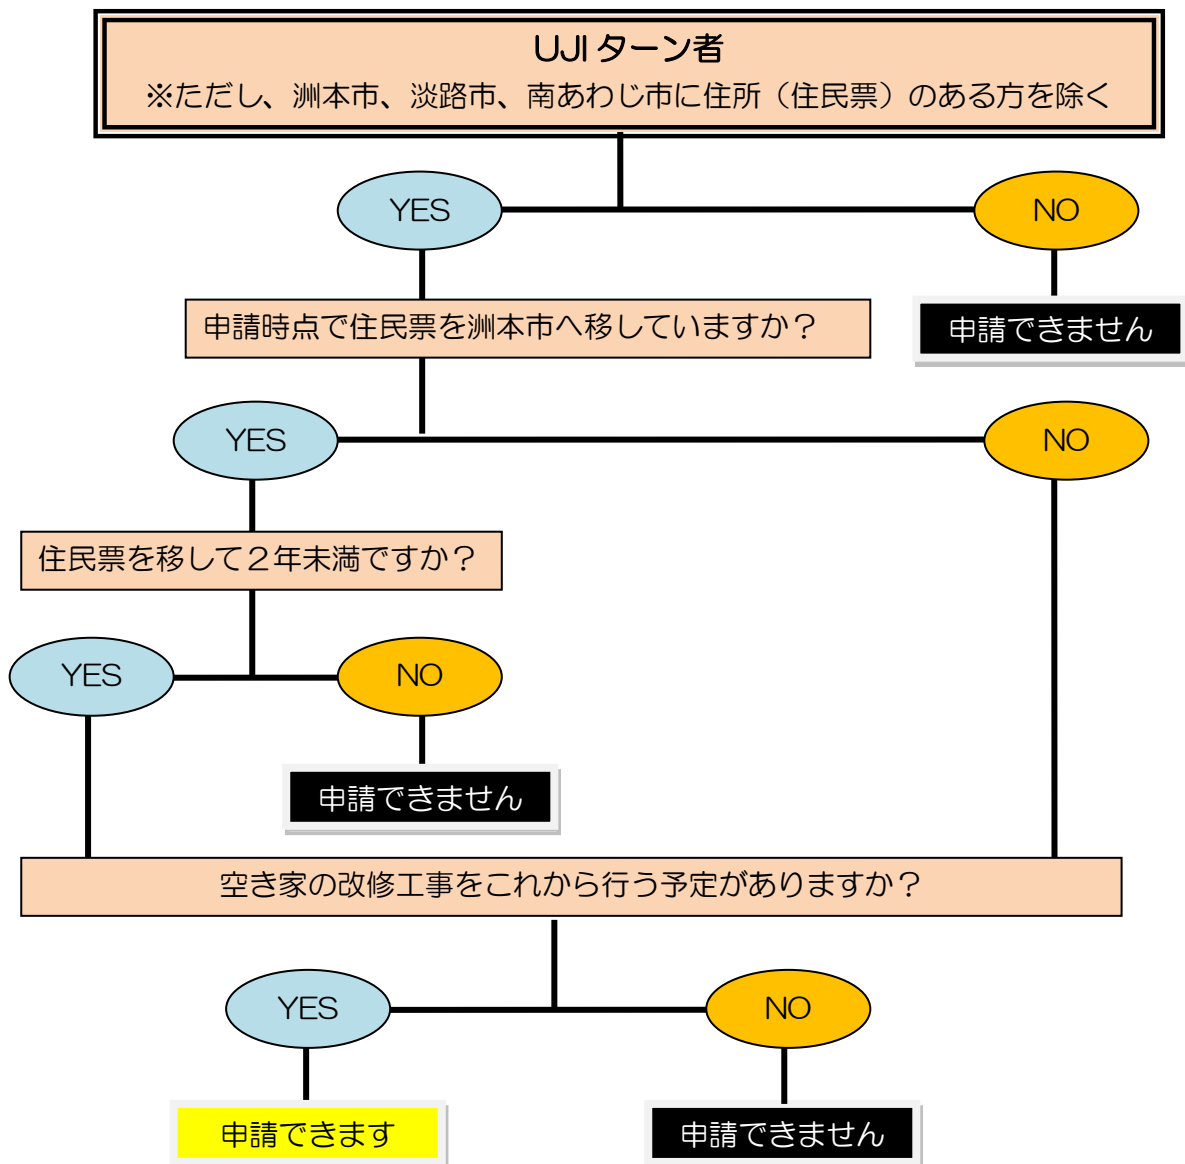 UJIターン者
※ただし、洲本市、淡路市、南あわじ市に住所（住民票）のある方を除く
YES
NO
申請時点で住民票を洲本市へ移していますか？
申請できません
YES
NO
住民票を移して２年未満ですか？
YES
NO
申請できません
空き家の改修工事をこれから行う予定がありますか？
YES
NO
申請できます
申請できません